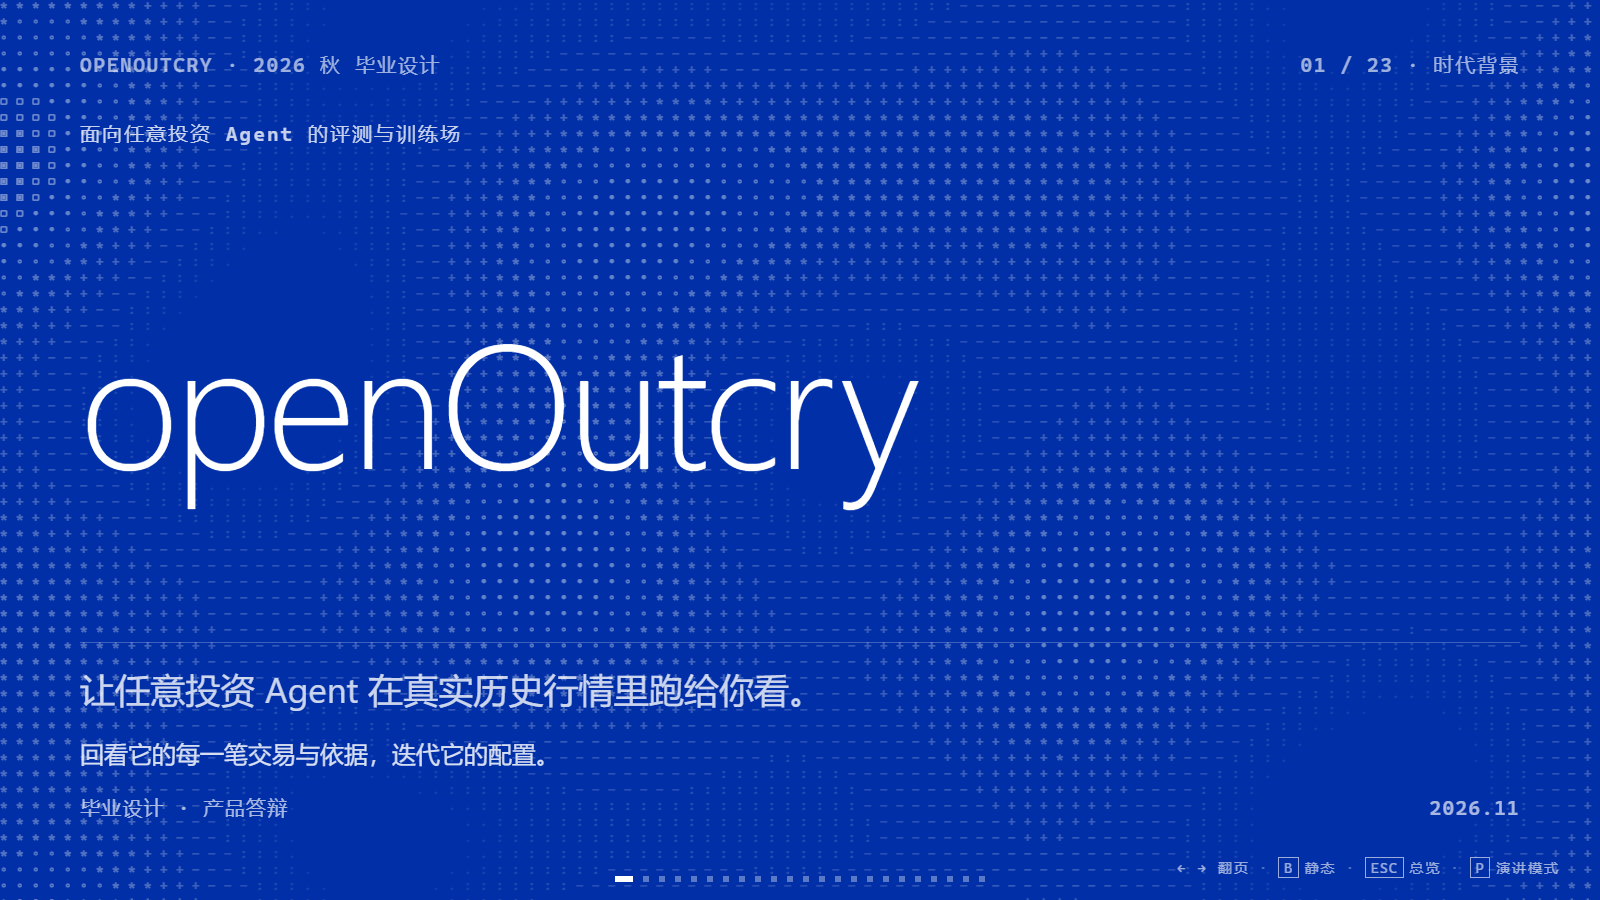 OPENOUTCRY · 2026 秋 毕业设计
01 / 23 · 时代背景
面向任意投资 Agent 的评测与训练场
openOutcry
让任意投资 Agent 在真实历史行情里跑给你看。
回看它的每一笔交易与依据，迭代它的配置。
毕业设计 · 产品答辩
2026.11
← → 翻页 · B 静态 · ESC 总览 · P 演讲模式